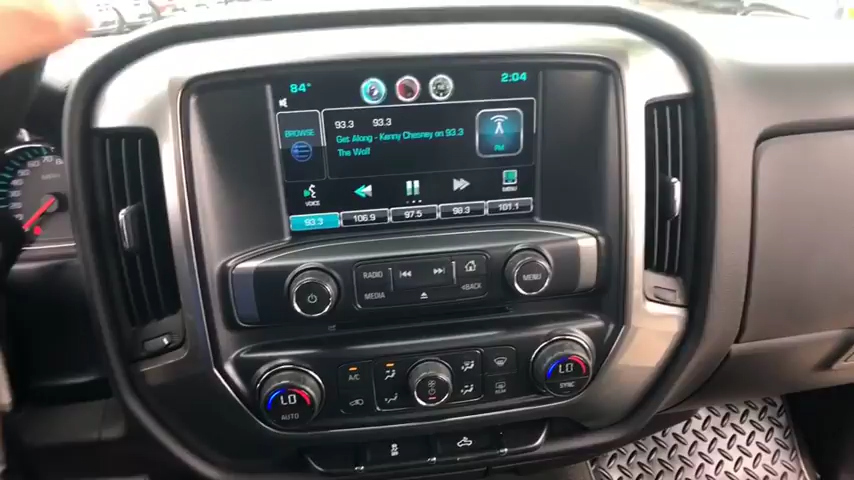 84°
2:04
NE
BROWSE
93.3 93.3
Get Along - Kenny Chesney on 93.3
The Wolf
FM
VOICE
MENU
93.3 106.9 97.5 98.3 101.1
RADIO
MEDIA
BACK
MENU
LO
AUTO
A/C
REAR
LO
SYNC